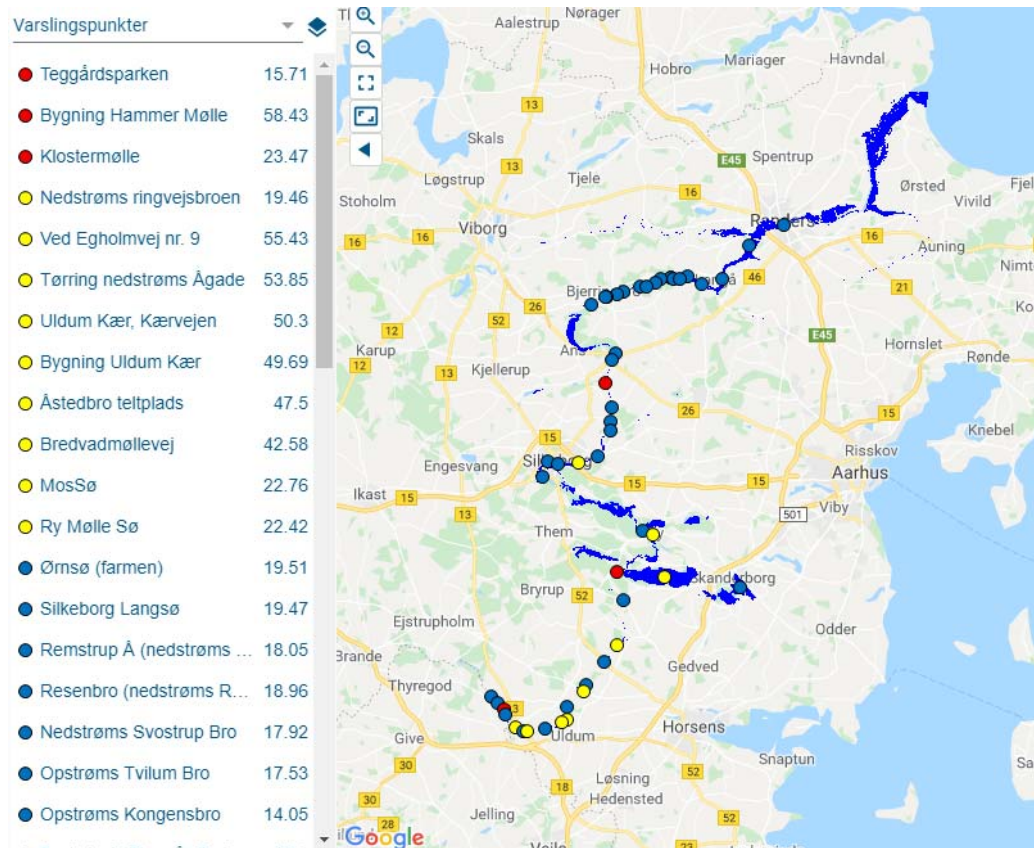 Varslingspunkter
Teggårdsparken 15.71
Bygning Hammer Mølle 58.43
Klostermølle 23.47
Nedstrøms ringvejsbroen 19.46
Ved Egholmvej nr. 9 55.43
Tørring nedstrøms Ågade 53.85
Uldum Kær, Kærvejen 50.3
Bygning Uldum Kær 49.69
Åstedbro teltplads 47.5
Bredvadmøllevej 42.58
MosSø 22.76
Ry Mølle Sø 22.42
Ørnsø (farmen) 19.51
Silkeborg Langsø 19.47
Remstrup Å (nedstrøms ... 18.05
Resenbro (nedstrøms R... 18.96
Nedstrøms Svostrup Bro 17.92
Opstrøms Tvilum Bro 17.53
Opstrøms Kongensbro 14.05
Nørager
Aalestrup
Mariager
Havndal
Hobro
13
Skals
E45
Spentrup
13
Løgstrup
Tjele
16
Ørsted
Fjel
Stoholm
Vivild
Viborg
Randers
16
16
16
Auning
46
Nimt
21
26
Ko
52
E45
12
Karup
Ans
Hornslet
Rønde
12
13
Kjellerup
26
15
15
Knebel
Engesvang
Risskov
Aarhus
Ikast
15
15
15
13
501
Viby
Them
Skanderborg
Bryrup
52
Ejstrupholm
Odder
Brande
Gedved
Thyregod
13
Horsens
Give
Uldum
Snaptun
30
52
Sa
Løsning
18
Hedensted
30
Jelling
52
28
23
Google